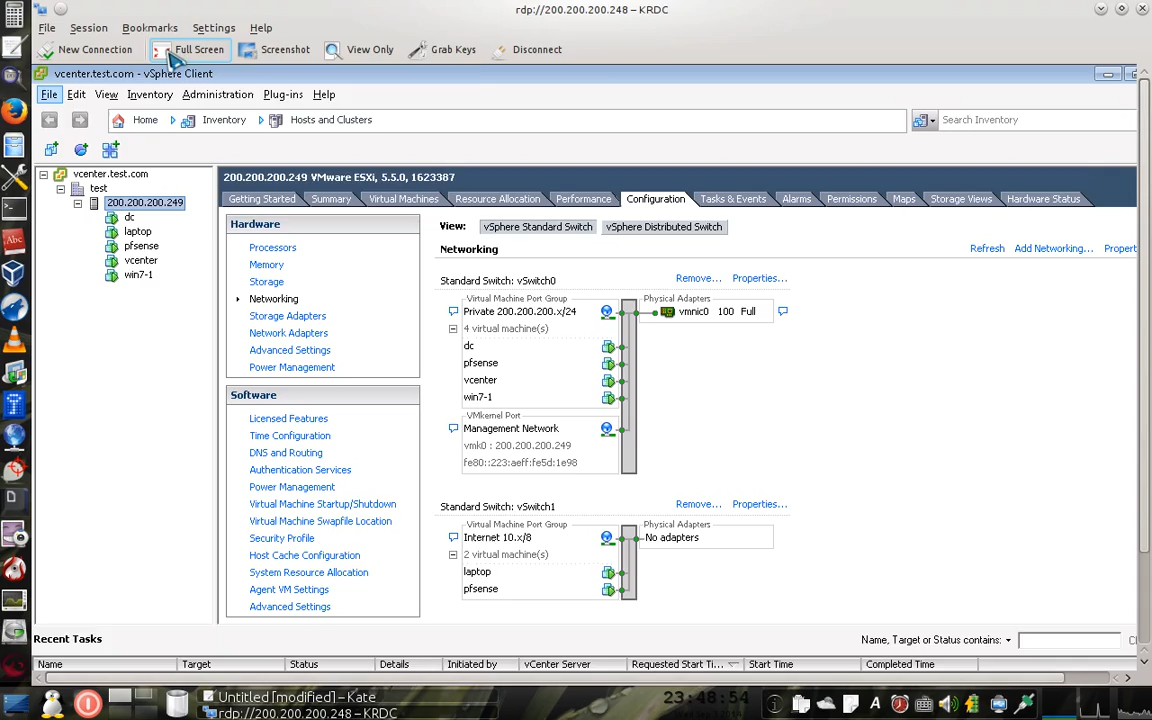 rdp://200.200.200.248 – KRDC
File Session Bookmarks Settings Help
New Connection Full Screen Screenshot View Only Grab Keys Disconnect
vcenter.test.com - vSphere Client
File Edit View Inventory Administration Plug-ins Help
Home Inventory Hosts and Clusters Search Inventory
vcenter.test.com
test
200.200.200.249
dc
laptop
pfsense
vcenter
win7-1
200.200.200.249 VMware ESXi, 5.5.0, 1623387
Getting Started Summary Virtual Machines Resource Allocation Performance Configuration Tasks & Events Alarms Permissions Maps Storage Views Hardware Status
Hardware
Processors
Memory
Storage
Networking
Storage Adapters
Network Adapters
Advanced Settings
Power Management
Software
Licensed Features
Time Configuration
DNS and Routing
Authentication Services
Power Management
Virtual Machine Startup/Shutdown
Virtual Machine Swapfile Location
Security Profile
Host Cache Configuration
System Resource Allocation
Agent VM Settings
Advanced Settings
View: vSphere Standard Switch vSphere Distributed Switch
Networking
Refresh Add Networking... Propert
Standard Switch: vSwitch0 Remove... Properties...
Virtual Machine Port Group Physical Adapters
Private 200.200.200.x/24 vmnic0 100 Full
4 virtual machine(s)
dc
pfsense
vcenter
win7-1
VMkernel Port
Management Network
vmk0 : 200.200.200.249
fe80::223:aeff:fe5d:1e98
Standard Switch: vSwitch1 Remove... Properties...
Virtual Machine Port Group Physical Adapters
Internet 10.x/8 No adapters
2 virtual machine(s)
laptop
pfsense
Recent Tasks Name, Target or Status contains:
Name Target Status Details Initiated by vCenter Server Requested Start Ti... Start Time Completed Time
Untitled [modified] – Kate
rdp://200.200.200.248 – KRDC
23:48:54